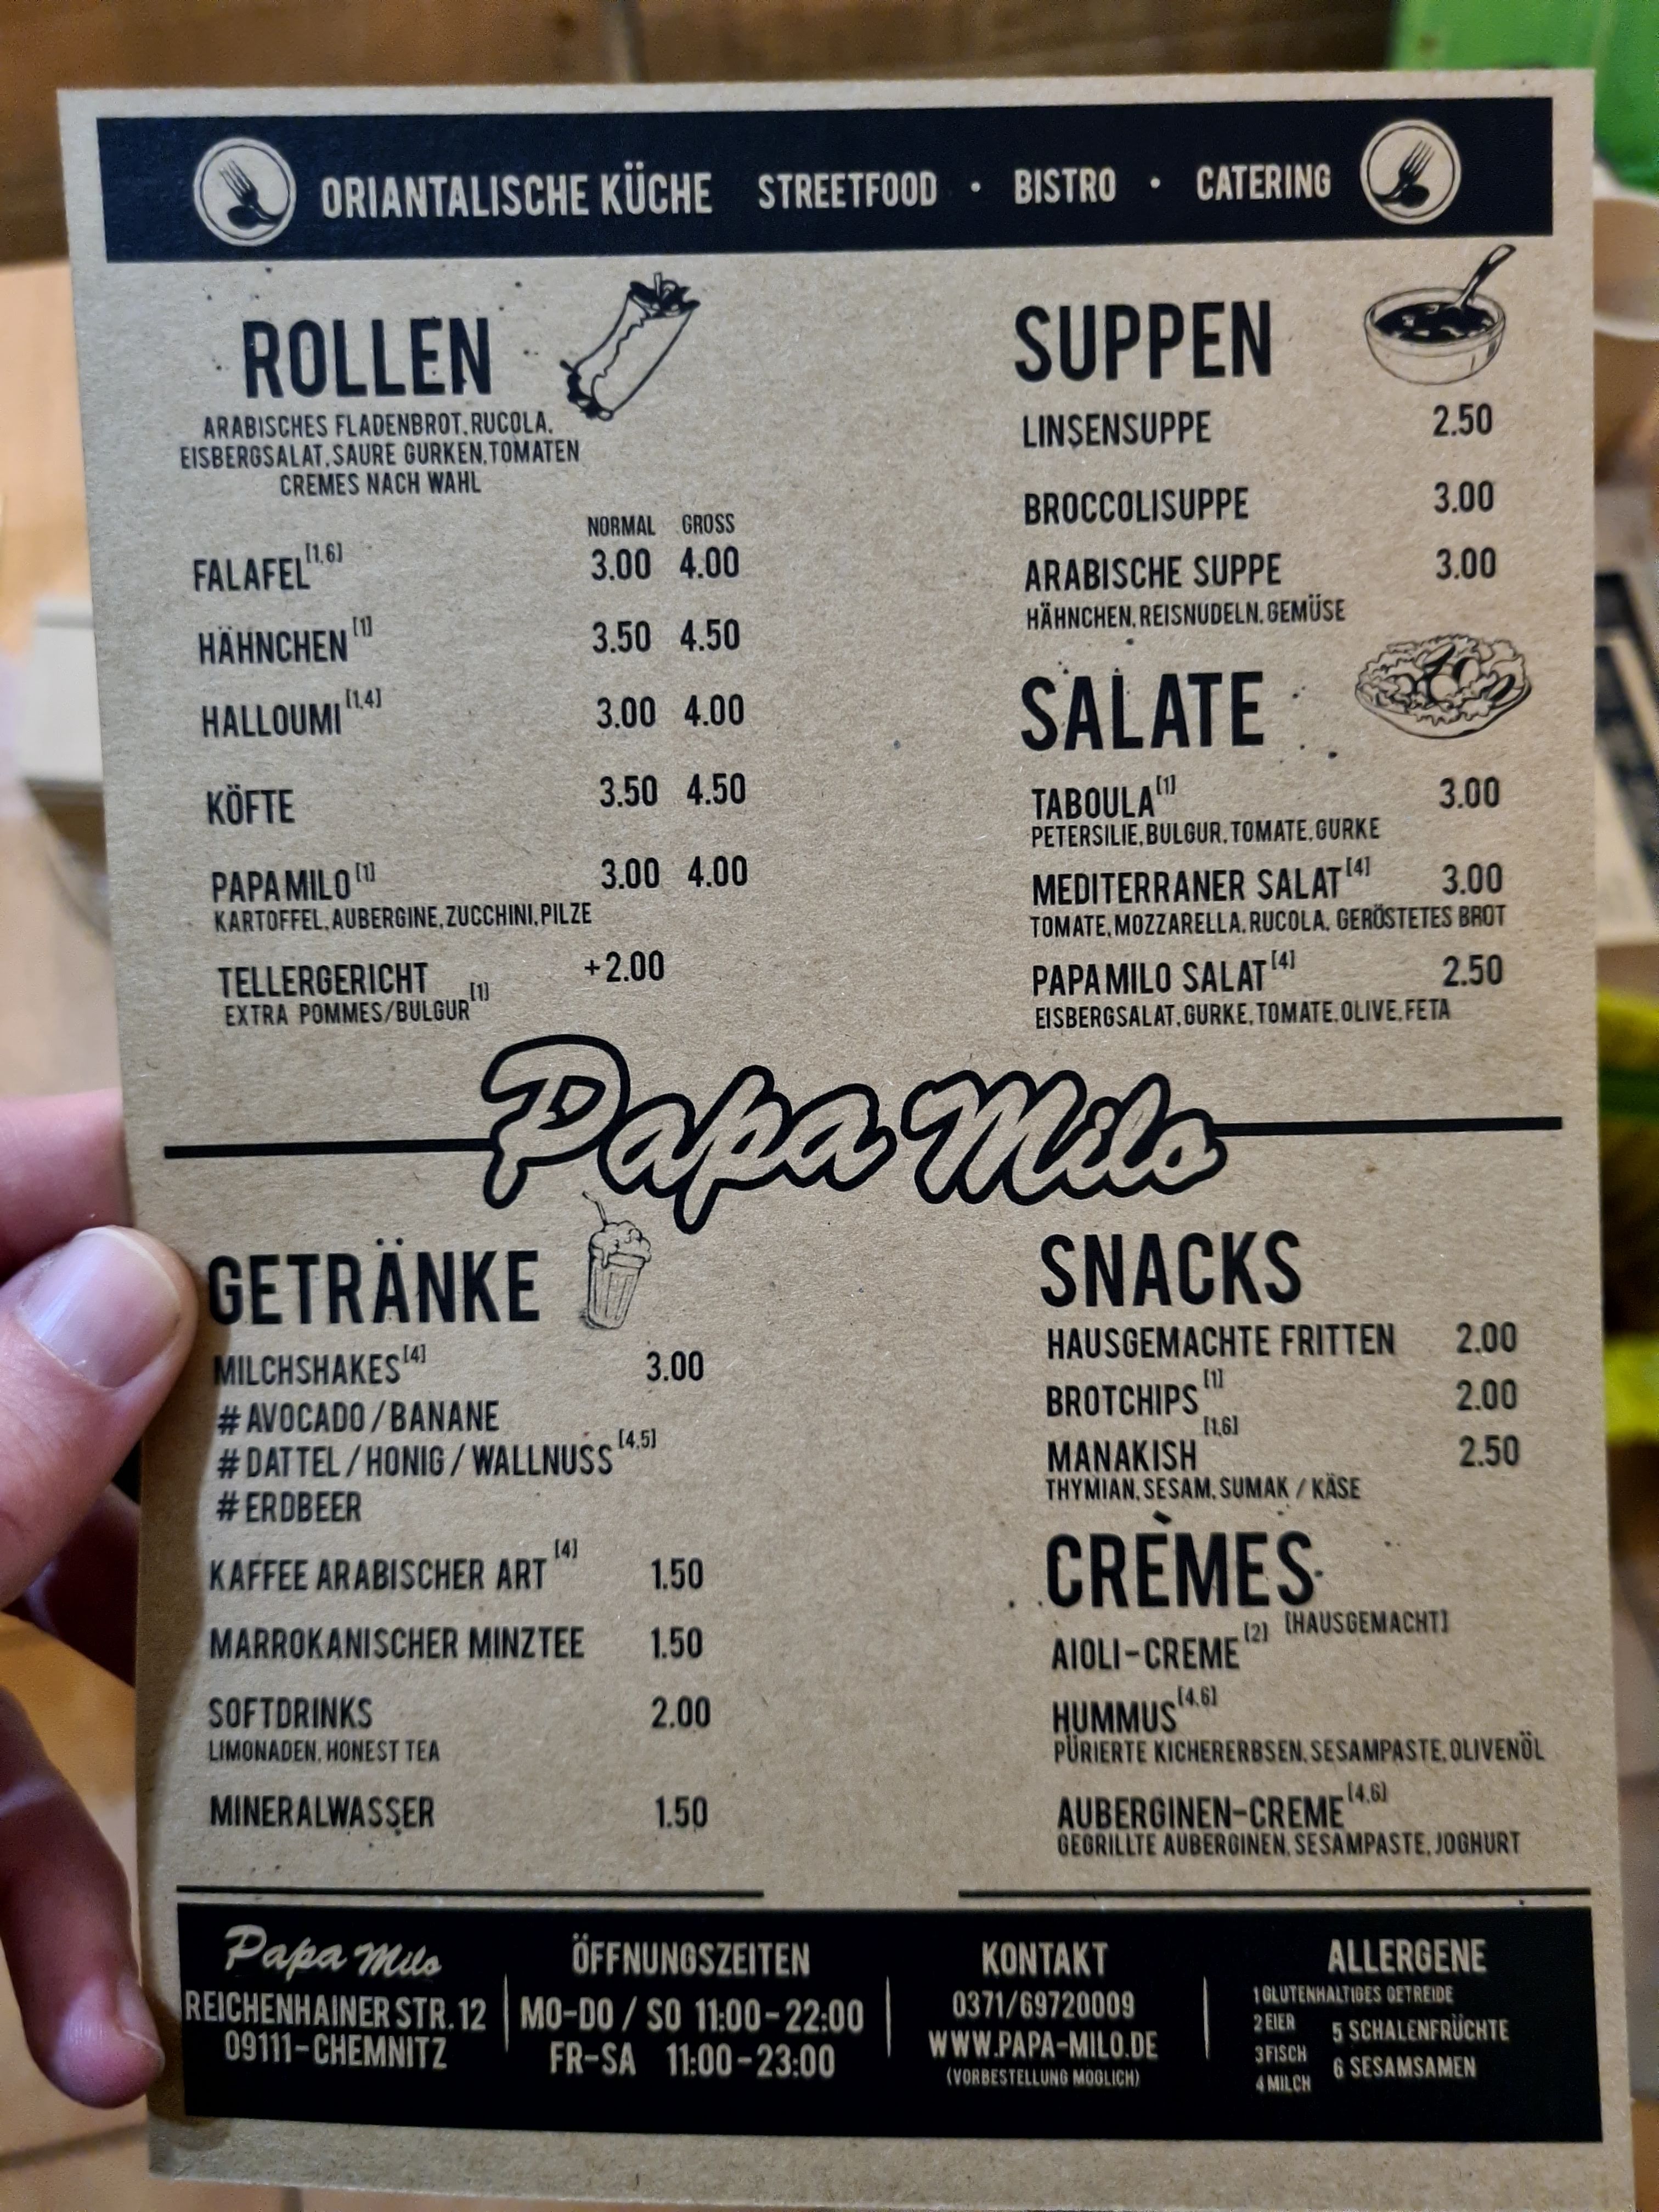 ORIANTALISCHE KÜCHE STREETFOOD • BISTRO • CATERING
ROLLEN
ARABISCHES FLADENBROT, RUCOLA,
EISBERGSALAT, SAURE GURKEN, TOMATEN
CREMES NACH WAHL
NORMAL GROSS
FALAFEL [1,6] 3.00 4.00
HÄHNCHEN [1] 3.50 4.50
HALLOUMI [1,4] 3.00 4.00
KÖFTE 3.50 4.50
PAPA MILO [1] 3.00 4.00
KARTOFFEL, AUBERGINE, ZUCCHINI, PILZE
TELLERGERICHT +2.00
EXTRA POMMES/BULGUR [1]
SUPPEN
LINSENSUPPE 2.50
BROCCOLISUPPE 3.00
ARABISCHE SUPPE 3.00
HÄHNCHEN, REISNUDELN, GEMÜSE
SALATE
TABOULA [1] 3.00
PETERSILIE, BULGUR, TOMATE, GURKE
MEDITERRANER SALAT [4] 3.00
TOMATE, MOZZARELLA, RUCOLA, GERÖSTETES BROT
PAPA MILO SALAT [4] 2.50
EISBERGSALAT, GURKE, TOMATE, OLIVE, FETA
Papa Milo
GETRÄNKE
MILCHSHAKES [4] 3.00
# AVOCADO / BANANE
# DATTEL / HONIG / WALLNUSS [4,5]
# ERDBEER
KAFFEE ARABISCHER ART [4] 1.50
MARROKANISCHER MINZTEE 1.50
SOFTDRINKS 2.00
LIMONADEN, HONEST TEA
MINERALWASSER 1.50
SNACKS
HAUSGEMACHTE FRITTEN 2.00
BROTCHIPS [1] 2.00
MANAKISH [1,6] 2.50
THYMIAN, SESAM, SUMAK / KÄSE
CRÈMES
[HAUSGEMACHT]
AIOLI-CREME [2]
HUMMUS [4,6]
PÜRIERTE KICHERERBSEN, SESAMPASTE, OLIVENÖL
AUBERGINEN-CREME [4,6]
GEGRILLTE AUBERGINEN, SESAMPASTE, JOGHURT
Papa Milo
REICHENHAINER STR. 12
09111-CHEMNITZ
ÖFFNUNGSZEITEN
MO-DO / SO 11:00-22:00
FR-SA 11:00-23:00
KONTAKT
0371/69720009
WWW.PAPA-MILO.DE
(VORBESTELLUNG MÖGLICH)
ALLERGENE
1 GLUTENHALTIGES GETREIDE
2 EIER
3 FISCH
4 MILCH
5 SCHALENFRÜCHTE
6 SESAMSAMEN